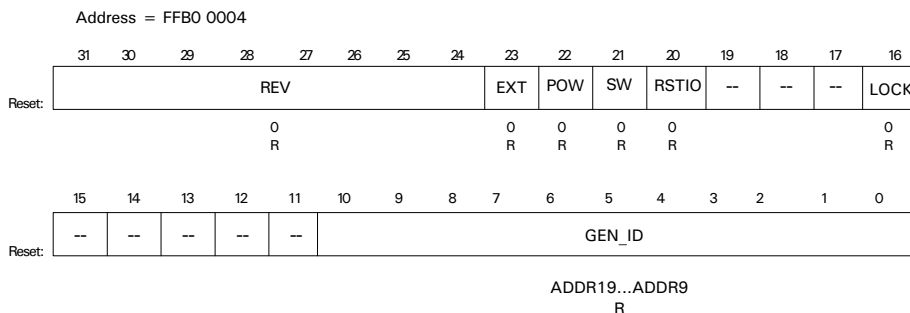 Address = FFB0 0004
31 30 29 28 27 26 25 24 23 22 21 20 19 18 17 16
Reset: REV EXT POW SW RSTIO -- -- -- LOCK
0 0 0 0 0 0
R R R R R R
15 14 13 12 11 10 9 8 7 6 5 4 3 2 1 0
Reset: -- -- -- -- -- GEN_ID
ADDR19...ADDR9
R